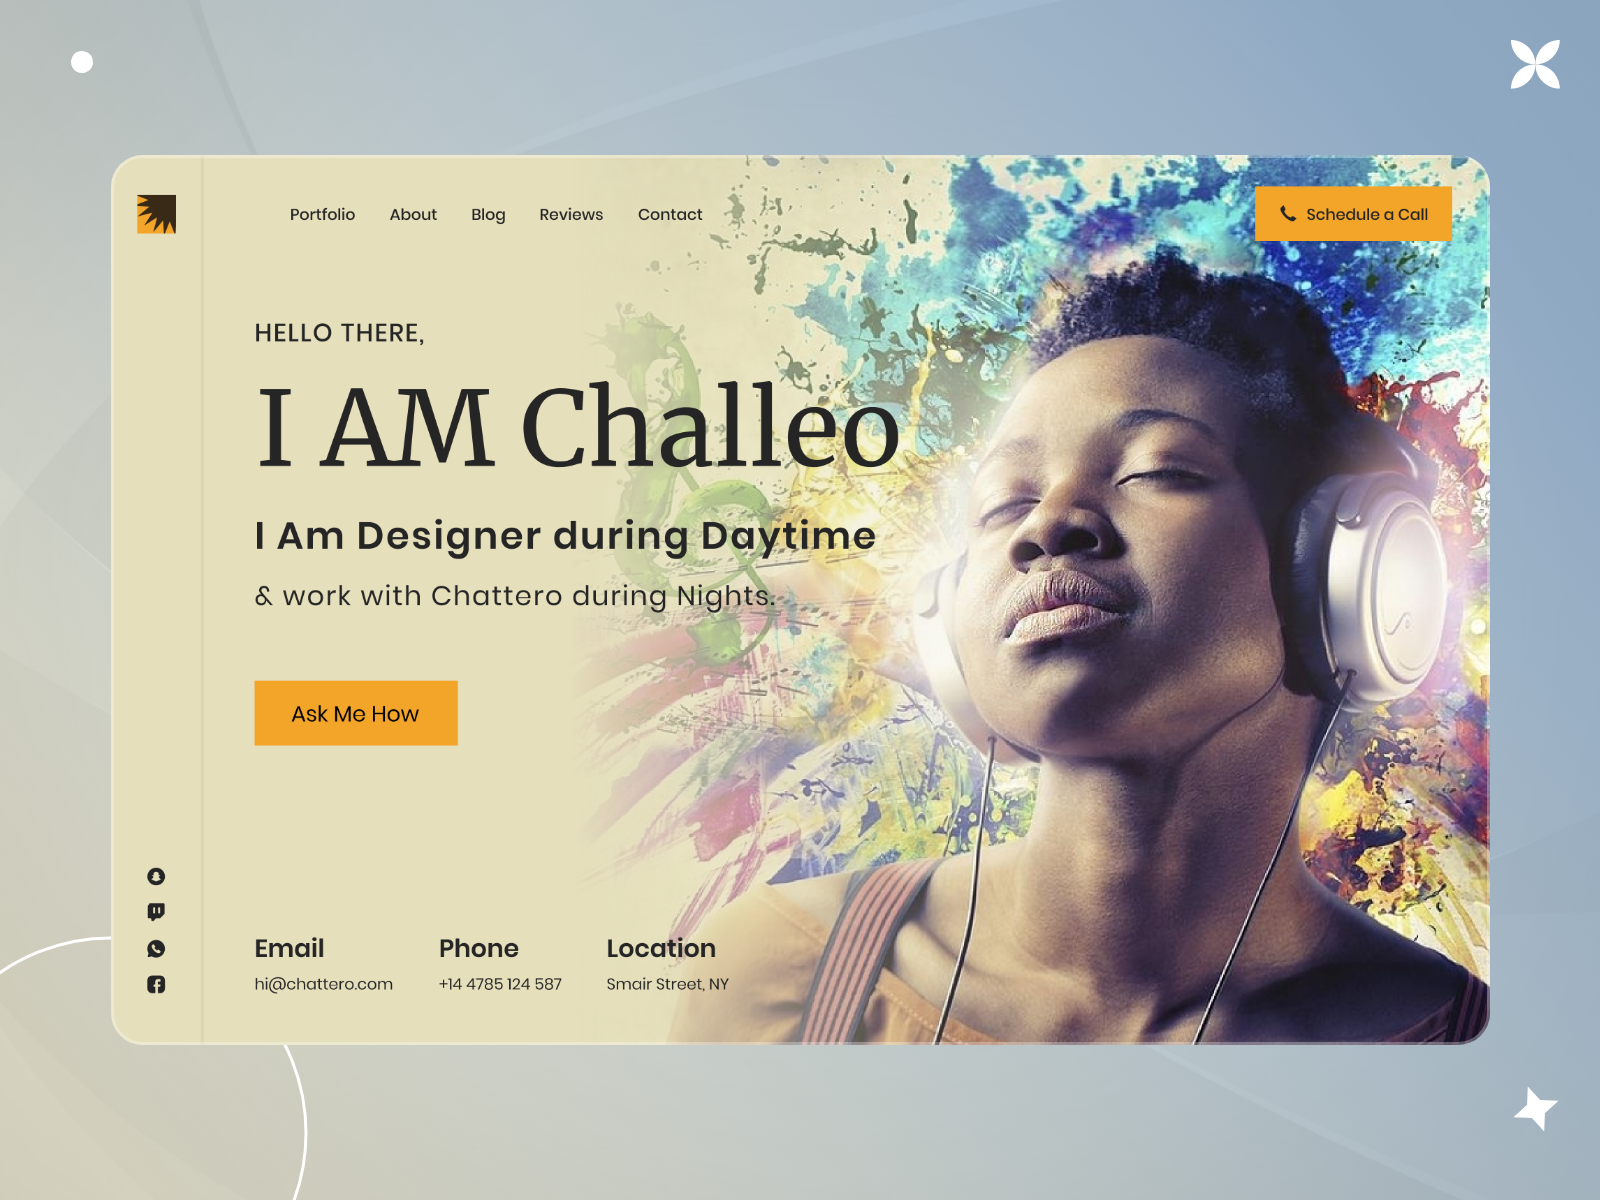 Portfolio About Blog Reviews Contact
Schedule a Call
HELLO THERE,
I AM Challeo
I Am Designer during Daytime
& work with Chattero during Nights.
Ask Me How
Email Phone Location
hi@chattero.com +14 4785 124 587 Smair Street, NY